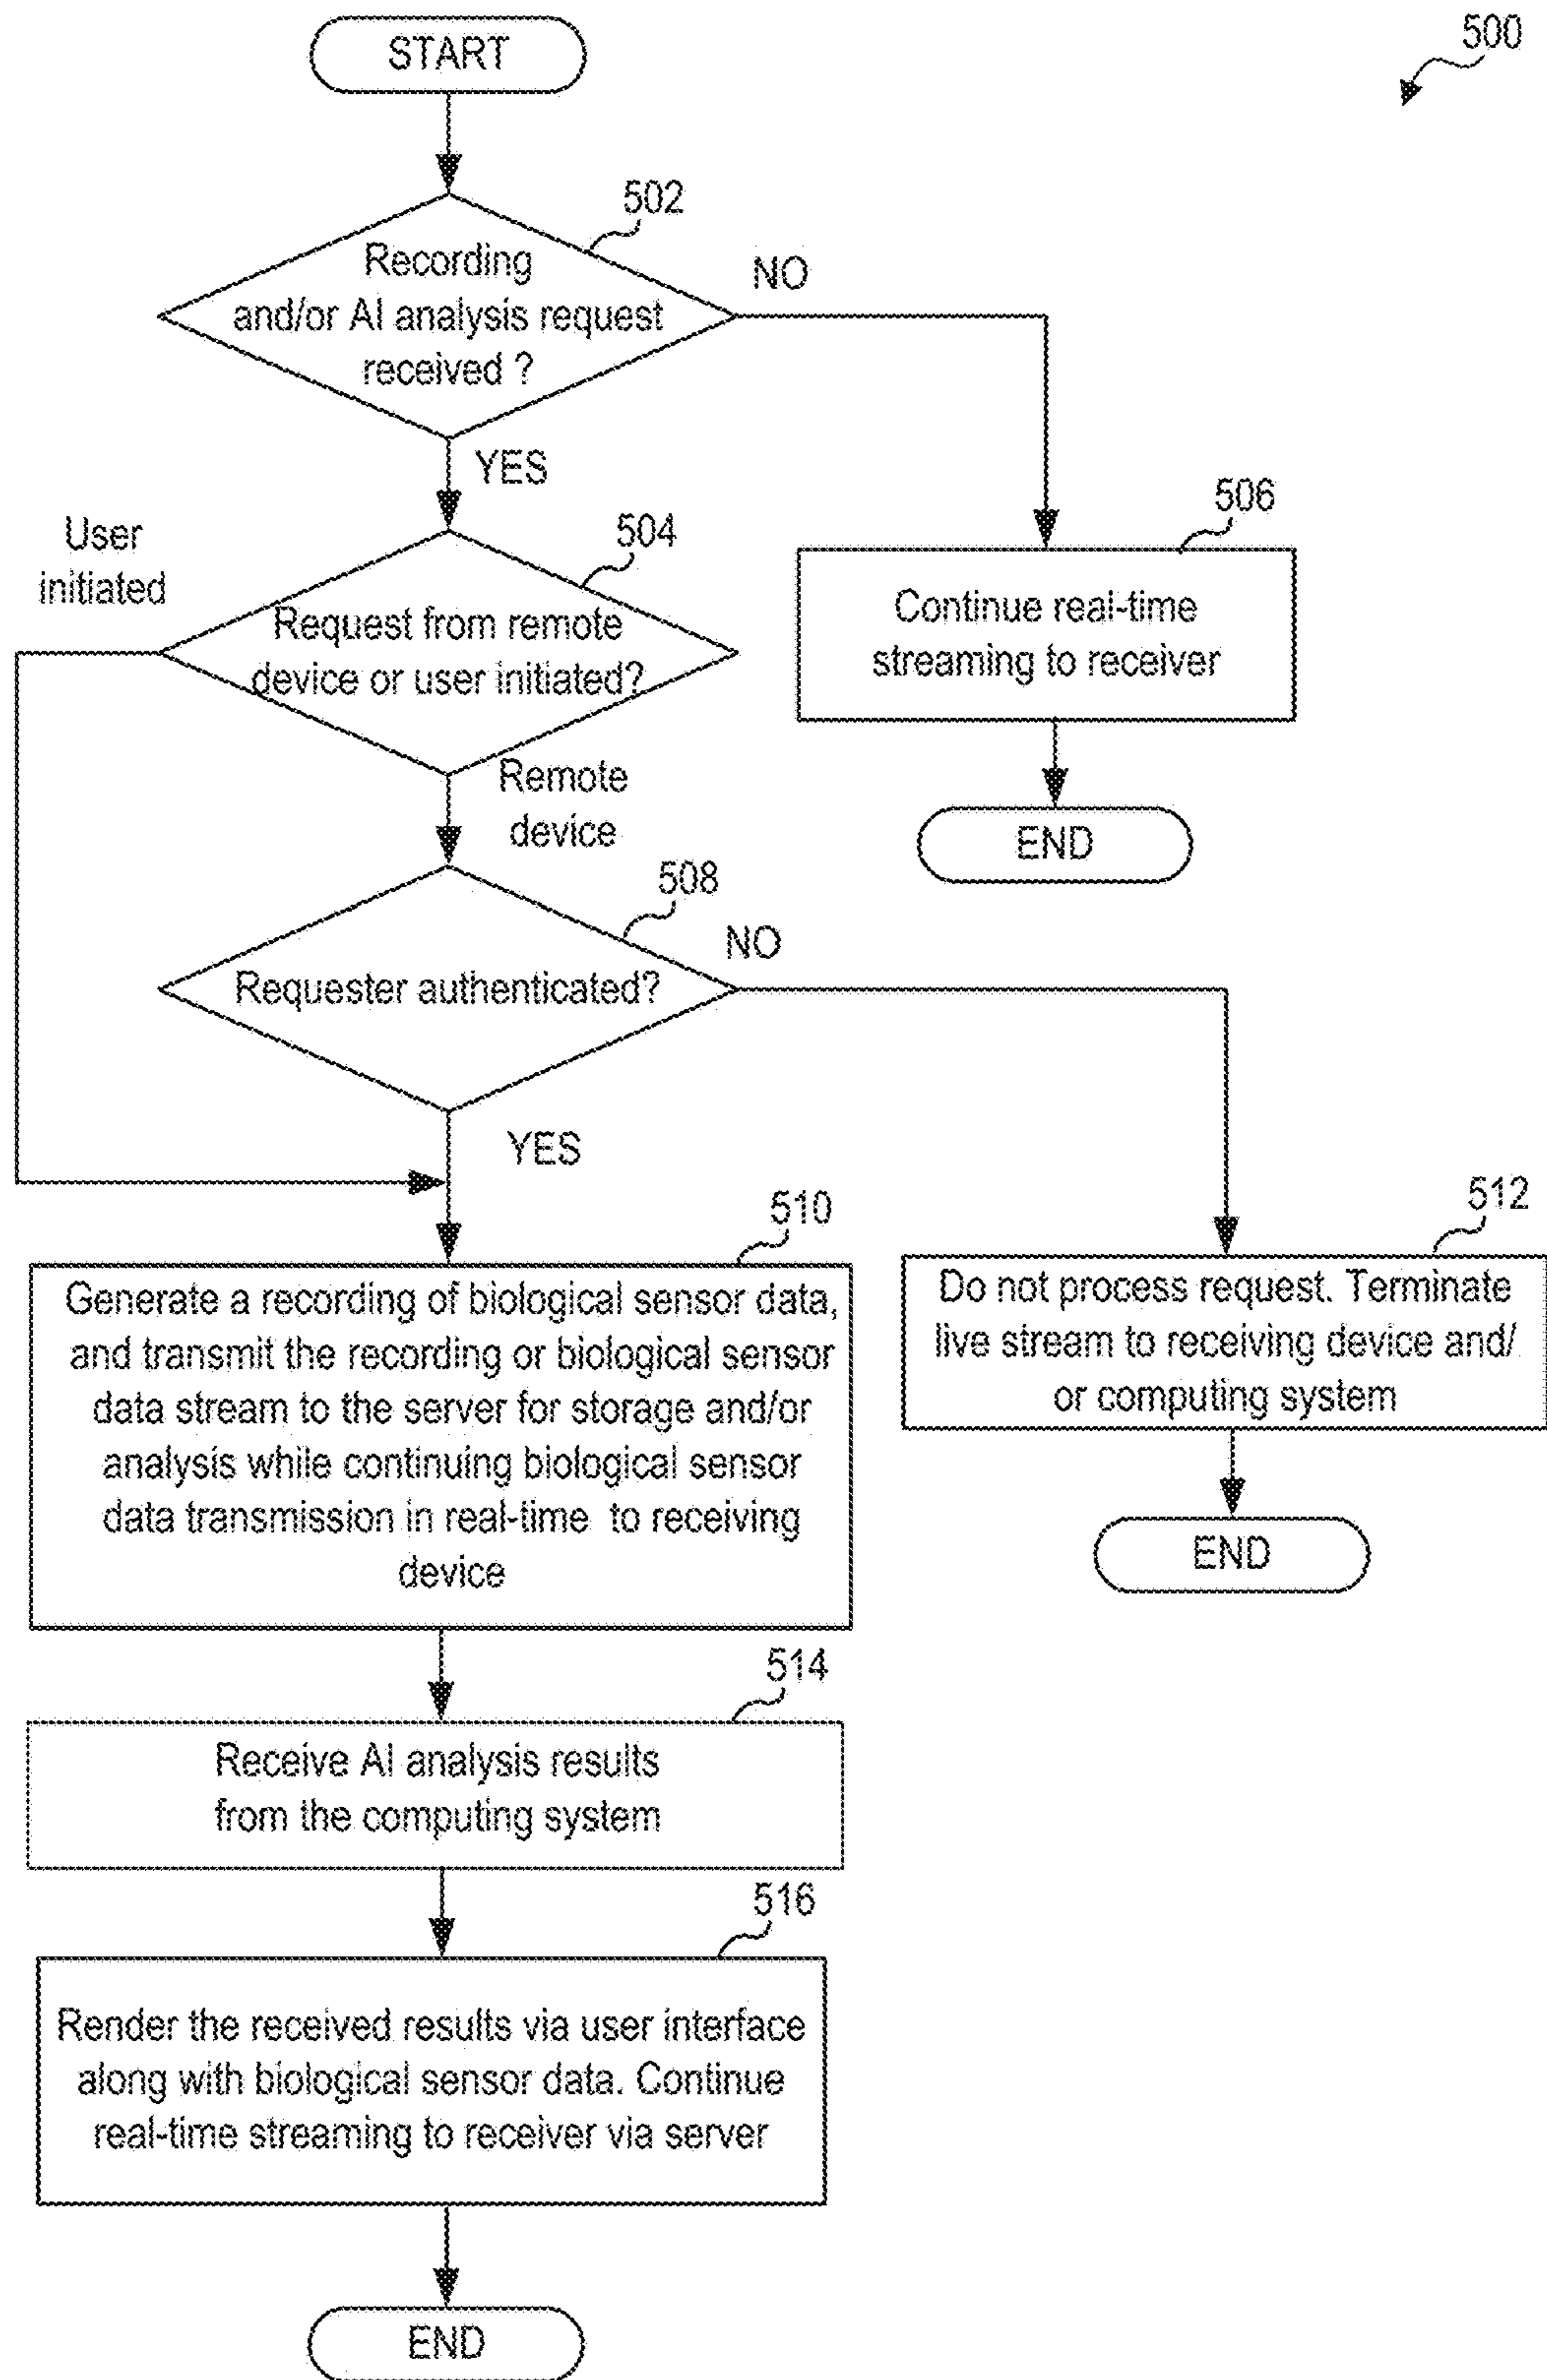 START
500
502
Recording
and/or AI analysis request
received ?
NO
YES
User
initiated
504
Request from remote
device or user initiated?
506
Continue real-time
streaming to receiver
END
Remote
device
508
Requester authenticated?
NO
YES
510
Generate a recording of biological sensor data,
and transmit the recording or biological sensor
data stream to the server for storage and/or
analysis while continuing biological sensor
data transmission in real-time to receiving
device
512
Do not process request. Terminate
live stream to receiving device and/
or computing system
END
514
Receive AI analysis results
from the computing system
516
Render the received results via user interface
along with biological sensor data. Continue
real-time streaming to receiver via server
END